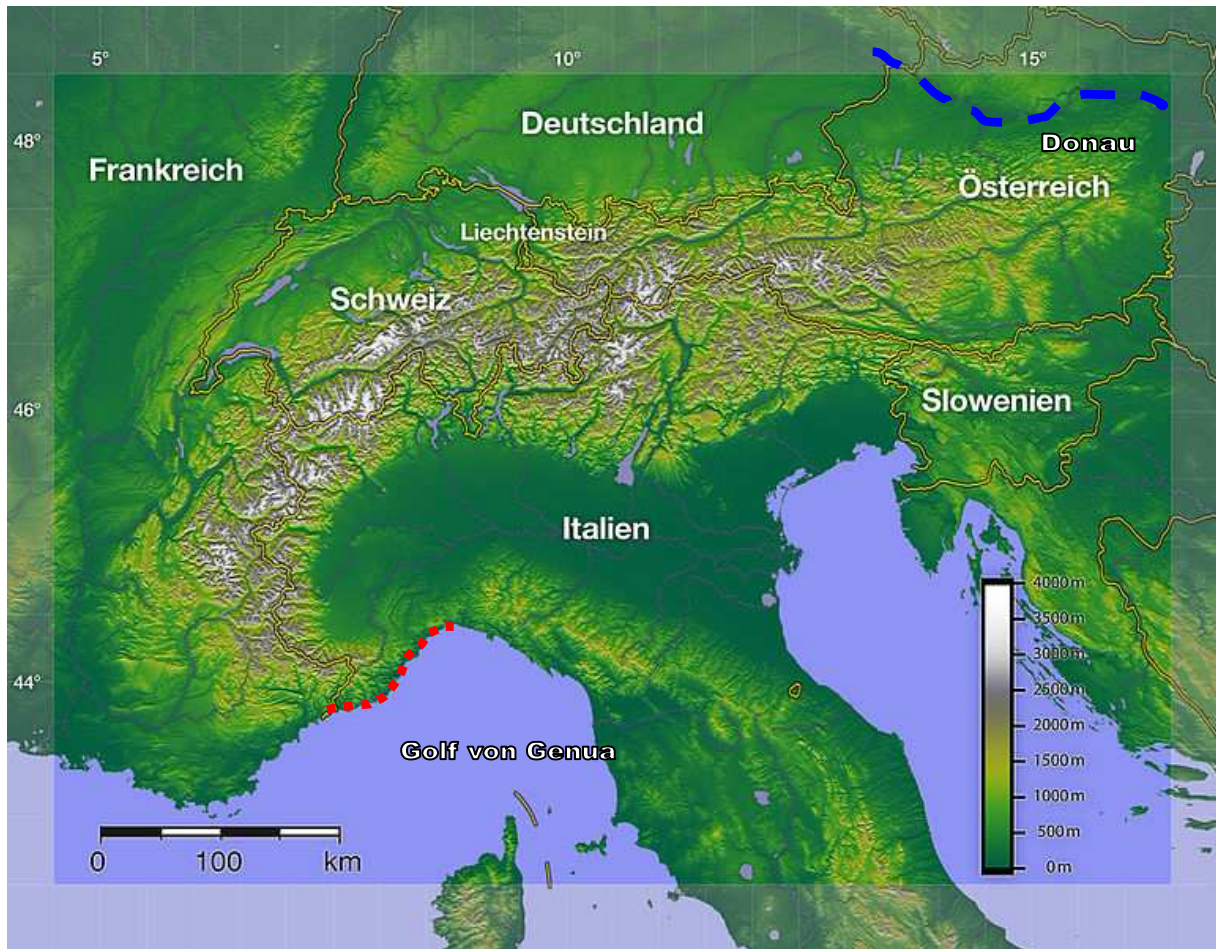 5°
10°
15°
48°
Deutschland
Donau
Frankreich
Österreich
Liechtenstein
Schweiz
46°
Slowenien
Italien
4000 m
3500 m
3000 m
2500 m
2000 m
1500 m
1000 m
500 m
0 m
44°
Golf von Genua
0 100 km